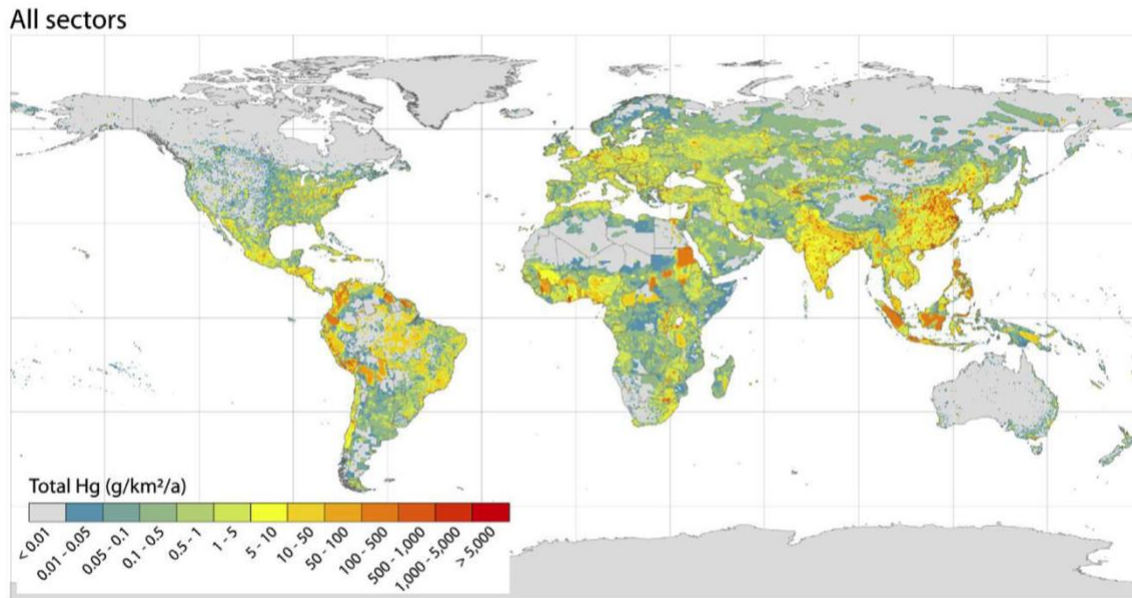 All sectors
Total Hg (g/km²/a)
< 0.01
0.01 - 0.05
0.05 - 0.1
0.1 - 0.5
0.5 - 1
1 - 5
5 - 10
10 - 50
50 - 100
100 - 500
500 - 1,000
1,000 - 5,000
> 5,000